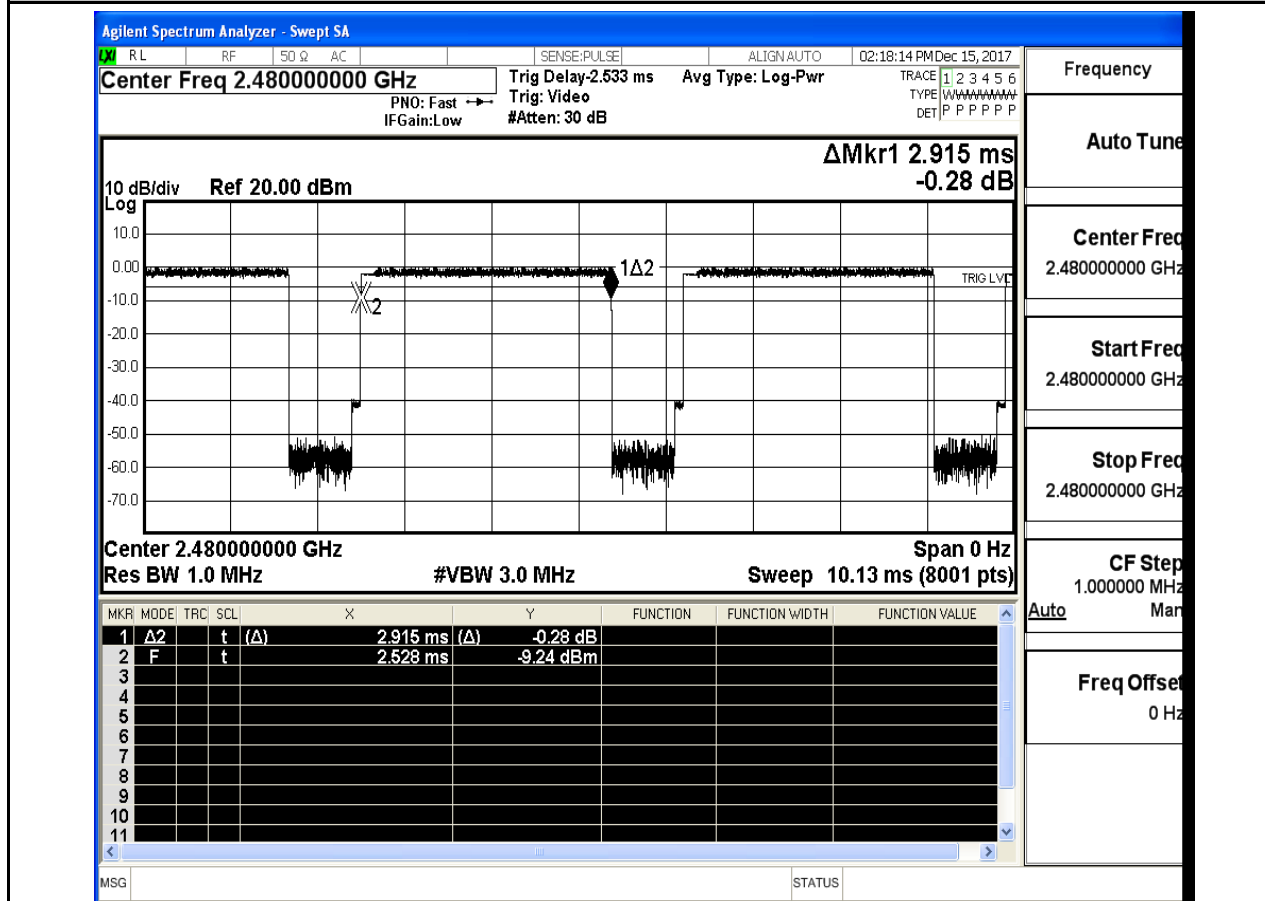 Agilent Spectrum Analyzer - Swept SA
LXI RL RF 50 Ω AC SENSE:PULSE ALIGN AUTO 02:18:14 PM Dec 15, 2017
Center Freq 2.480000000 GHz Trig Delay-2.533 ms Avg Type: Log-Pwr TRACE 1 2 3 4 5 6
PNO: Fast Trig: Video TYPE WWWWWW
IFGain:Low #Atten: 30 dB DET P P P P P P
ΔMkr1 2.915 ms
-0.28 dB
10 dB/div Ref 20.00 dBm
Log
10.0
0.00
-10.0
-20.0
-30.0
-40.0
-50.0
-60.0
-70.0
1Δ2
TRIG LVL
2
Center 2.480000000 GHz Span 0 Hz
Res BW 1.0 MHz #VBW 3.0 MHz Sweep 10.13 ms (8001 pts)
MKR MODE TRC SCL X Y FUNCTION FUNCTION WIDTH FUNCTION VALUE
1 Δ2 t (Δ) 2.915 ms (Δ) -0.28 dB
2 F t 2.528 ms -9.24 dBm
3
4
5
6
7
8
9
10
11
MSG STATUS
Frequency
Auto Tune
Center Freq
2.480000000 GHz
Start Freq
2.480000000 GHz
Stop Freq
2.480000000 GHz
CF Step
1.000000 MHz
Auto Man
Freq Offset
0 Hz